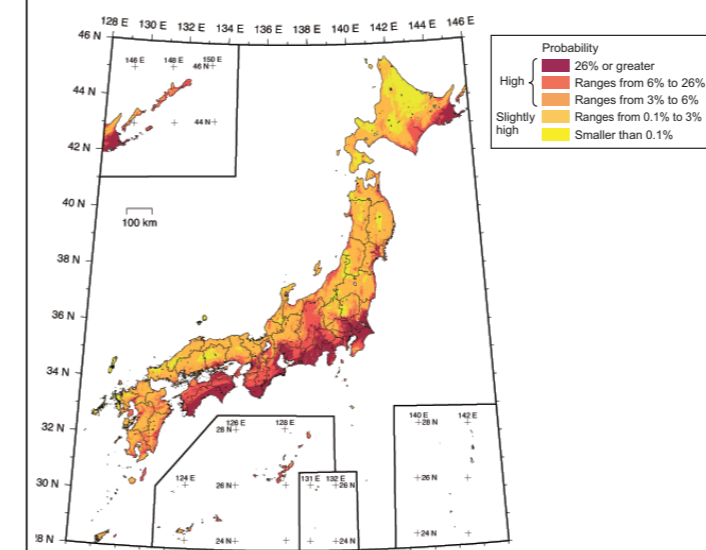 128 E 130 E 132 E 134 E 136 E 138 E 140 E 142 E 144 E 146 E
46 N
44 N
42 N
40 N
38 N
36 N
34 N
32 N
30 N
8 N
146 E 148 E 150 E
46 N
44 N
100 km
Probability
High
26% or greater
Ranges from 6% to 26%
Ranges from 3% to 6%
Slightly
high
Ranges from 0.1% to 3%
Smaller than 0.1%
126 E 128 E
28 N
124 E
26 N
24 N
131 E 132 E
26 N
24 N
140 E 142 E
28 N
26 N
24 N